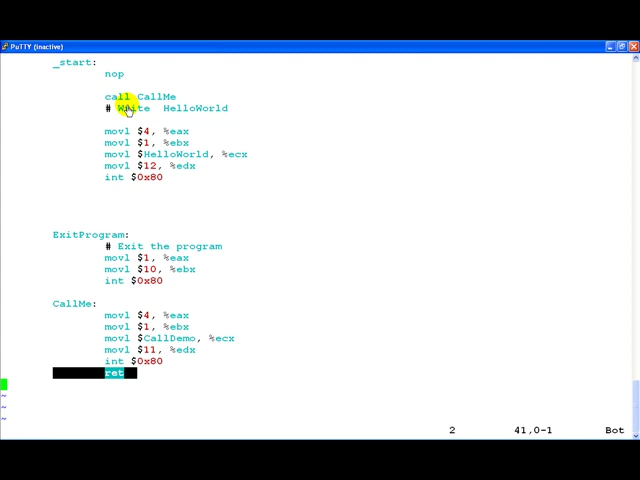 PuTTY (inactive)
_start:
nop
call CallMe
# Write HelloWorld
movl $4, %eax
movl $1, %ebx
movl $HelloWorld, %ecx
movl $12, %edx
int $0x80
ExitProgram:
# Exit the program
movl $1, %eax
movl $10, %ebx
int $0x80
CallMe:
movl $4, %eax
movl $1, %ebx
movl $CallDemo, %ecx
movl $11, %edx
int $0x80
ret
~
~
~
2 41,0-1 Bot